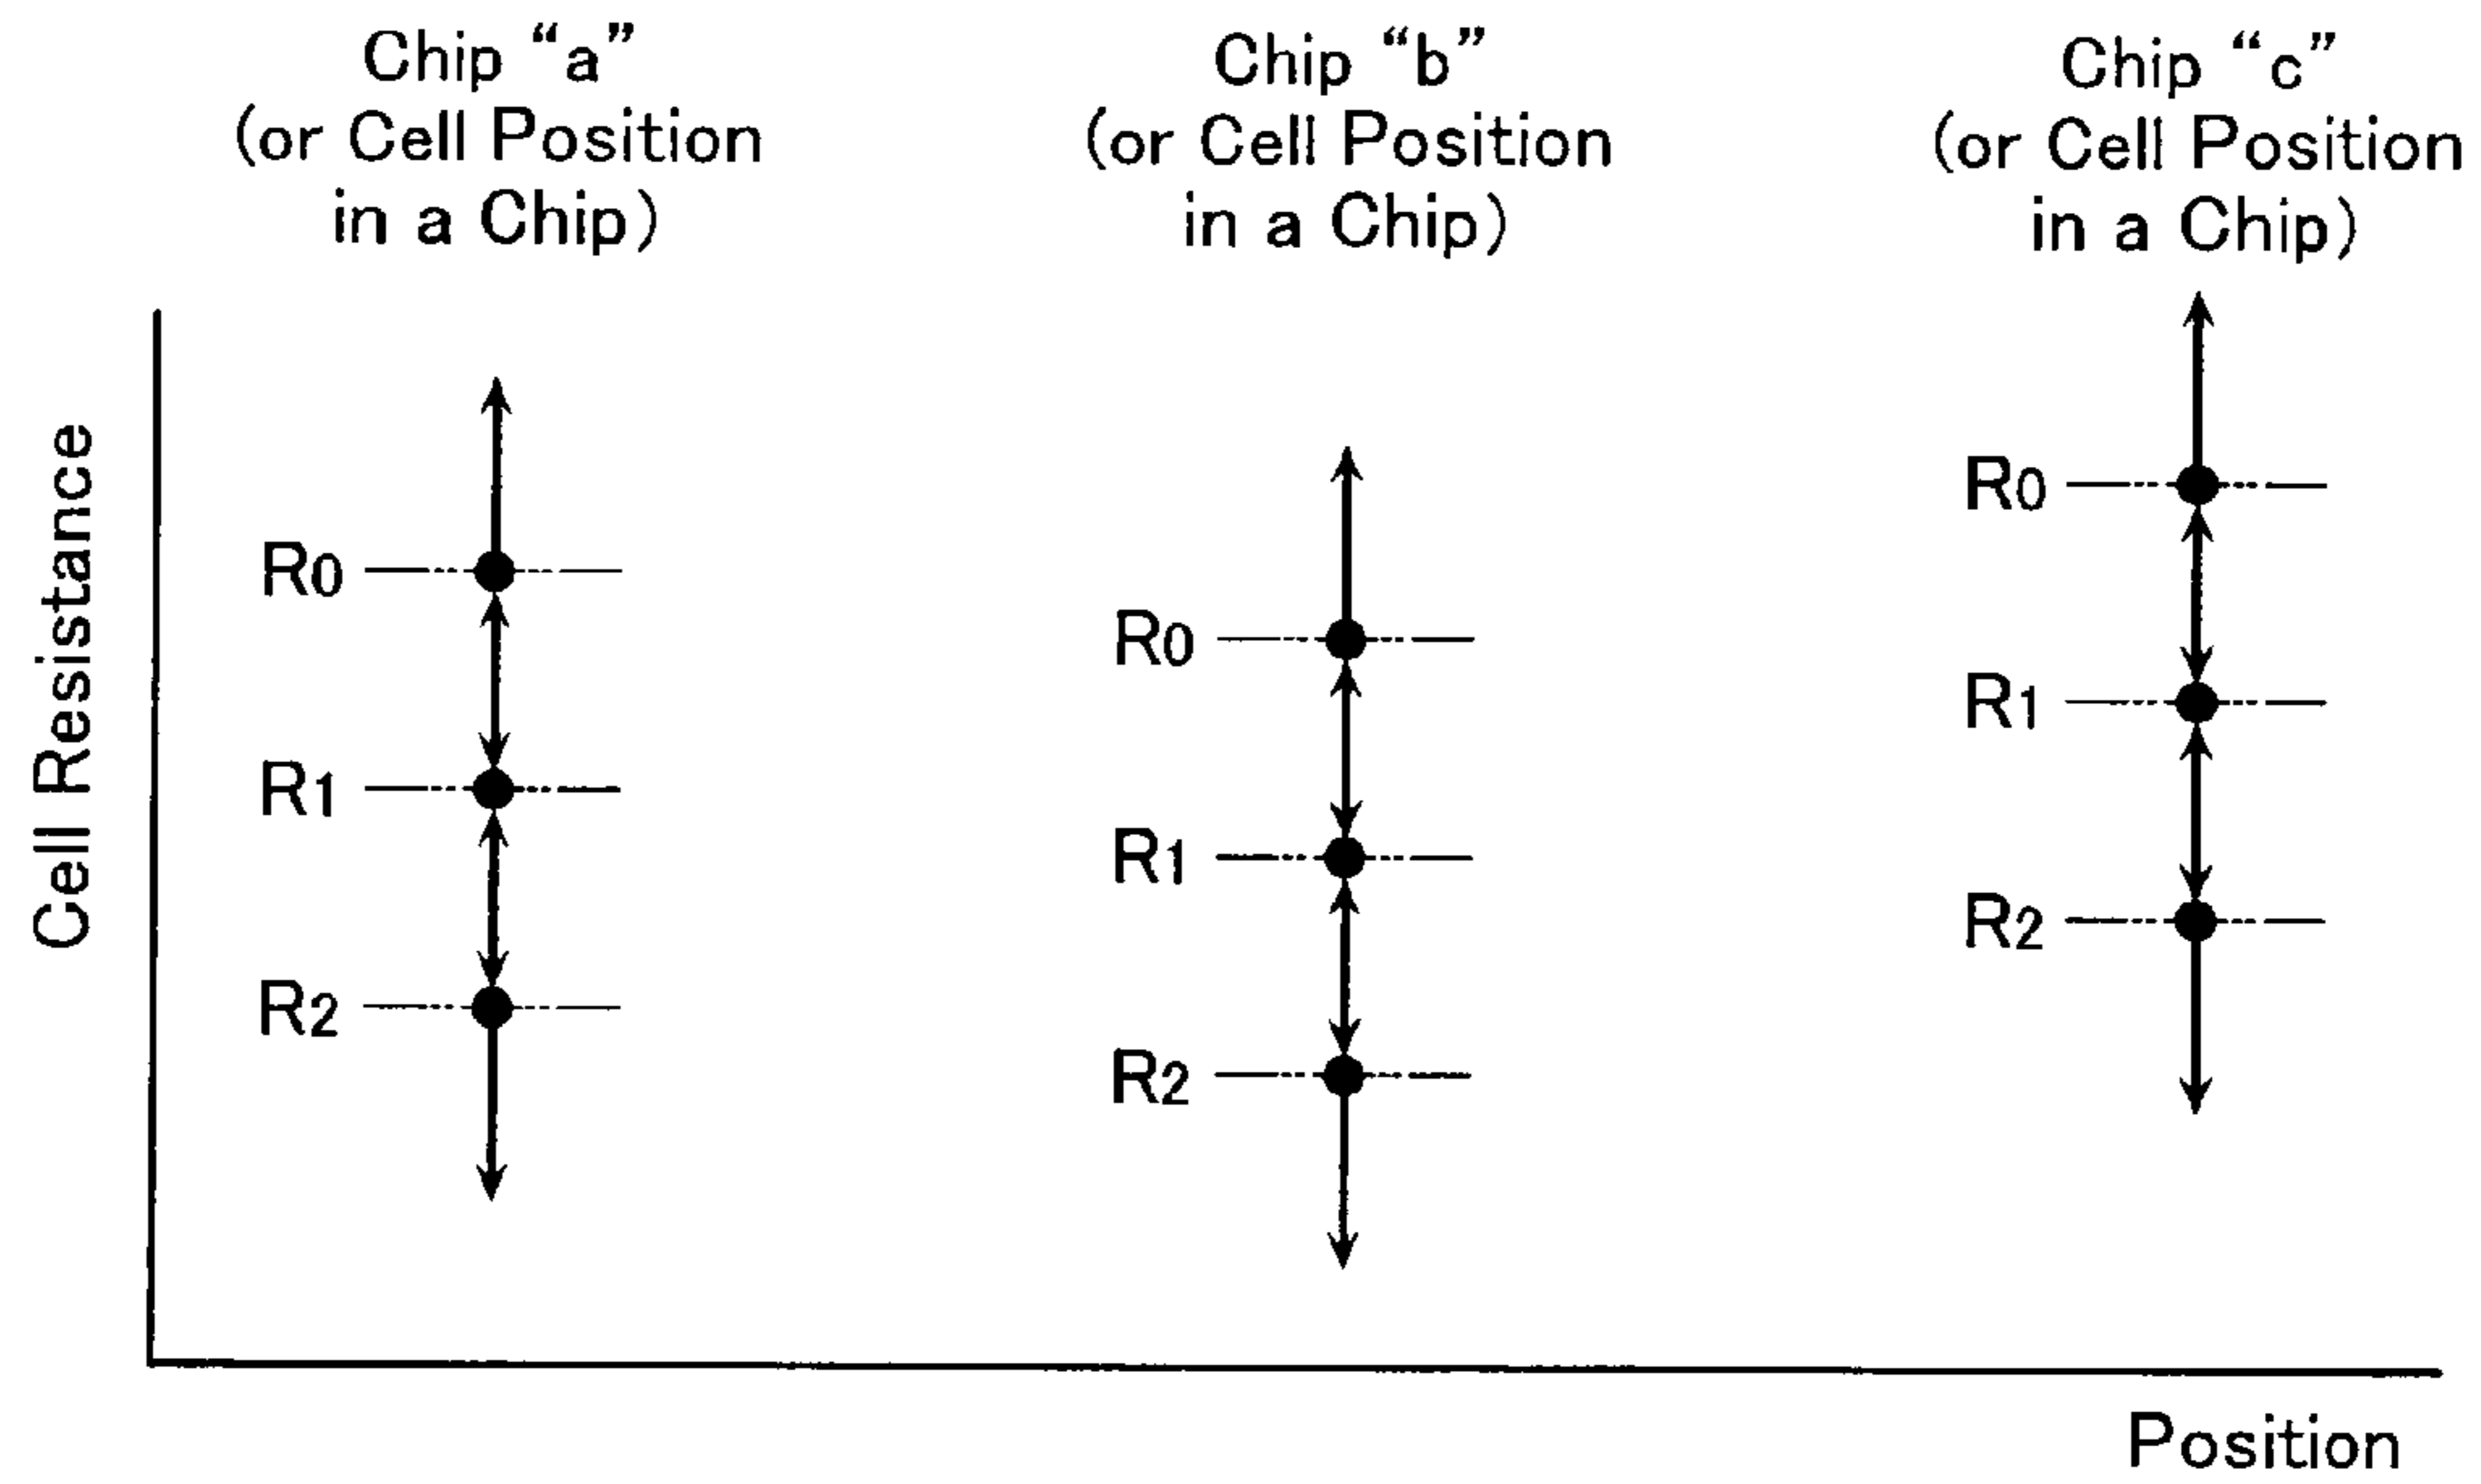 Chip “a”
(or Cell Position
in a Chip)
Chip “b”
(or Cell Position
in a Chip)
Chip “c”
(or Cell Position
in a Chip)
Cell Resistance
R0
R1
R2
R0
R1
R2
R0
R1
R2
Position